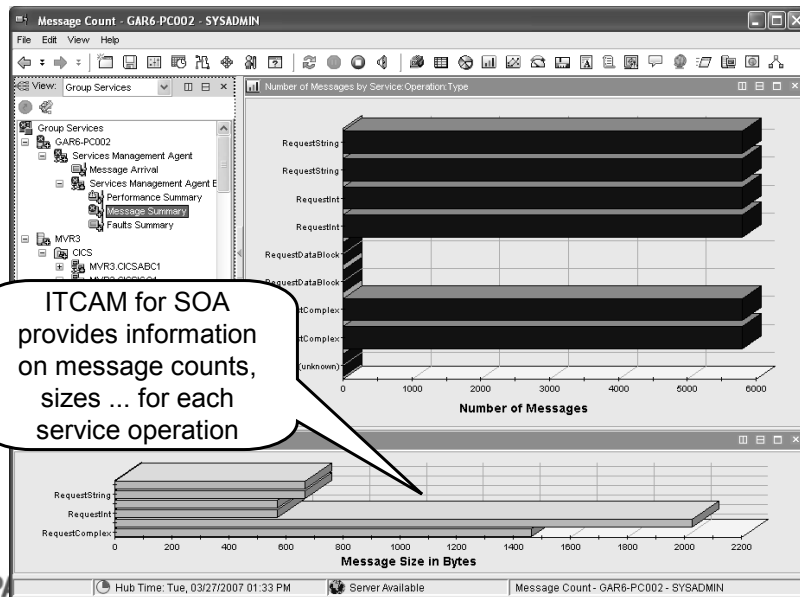 Message Count - GAR6-PC002 - SYSADMIN
File Edit View Help
View: Group Services
Number of Messages by Service:Operation:Type
Group Services
GAR6-PC002
Services Management Agent
Message Arrival
Services Management Agent E
Performance Summary
Message Summary
Faults Summary
MVR3
CICS
MVR3.CICSABC1
RequestString
RequestString
RequestInt
RequestInt
RequestDataBlock
RequestDataBlock
stComplex
stComplex
(unknown)
0 1000 2000 3000 4000 5000 6000
Number of Messages
ITCAM for SOA
provides information
on message counts,
sizes ... for each
service operation
RequestString
RequestInt
RequestComplex
0 200 400 600 800 1000 1200 1400 1600 1800 2000 2200
Message Size in Bytes
Hub Time: Tue, 03/27/2007 01:33 PM
Server Available
Message Count - GAR6-PC002 - SYSADMIN